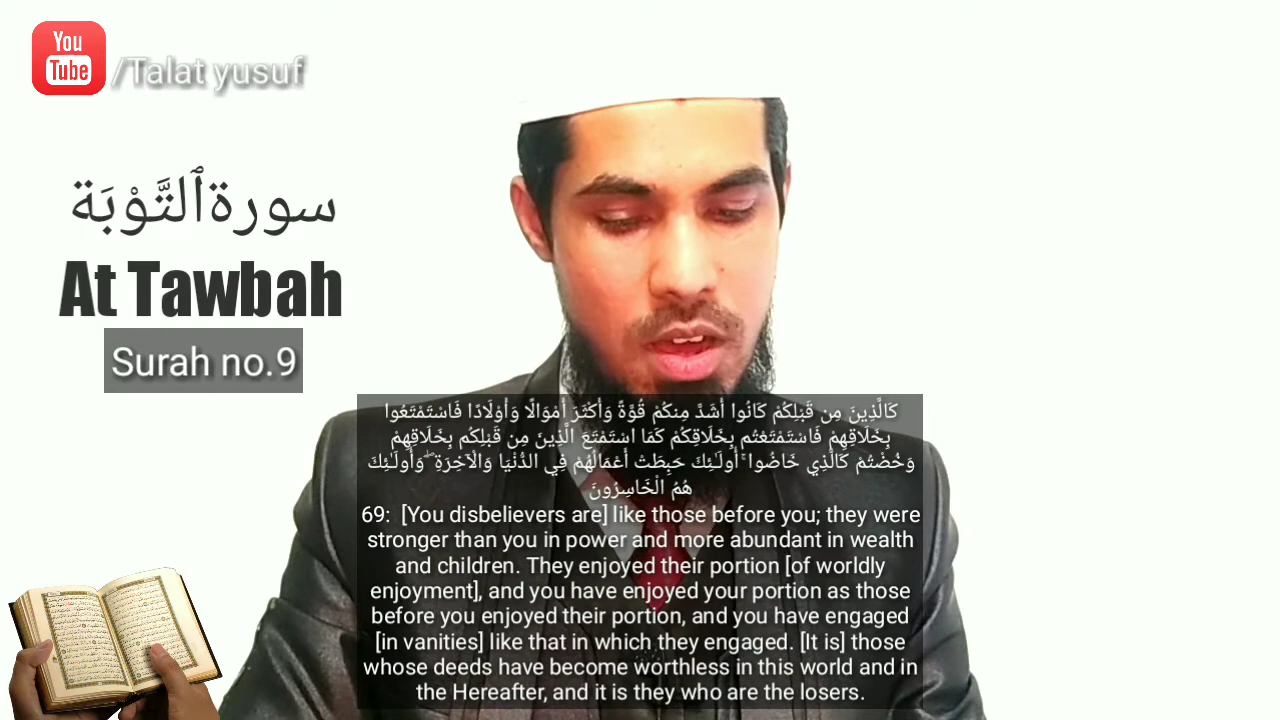 You
Tube
/Talat yusuf
سورةٱلتَّوْبَة
At Tawbah
Surah no.9
كَالَّذِينَ مِن قَبْلِكُمْ كَانُوا أَشَدَّ مِنكُمْ قُوَّةً وَأَكْثَرَ أَمْوَالًا وَأَوْلَادًا فَاسْتَمْتَعُوا
بِخَلَاقِهِمْ فَاسْتَمْتَعْتُم بِخَلَاقِكُمْ كَمَا اسْتَمْتَعَ الَّذِينَ مِن قَبْلِكُم بِخَلَاقِهِمْ
وَخُضْتُمْ كَالَّذِي خَاضُوا ۚ أُولَـٰئِكَ حَبِطَتْ أَعْمَالُهُمْ فِي الدُّنْيَا وَالْآخِرَةِ ۖ وَأُولَـٰئِكَ
هُمُ الْخَاسِرُونَ
69: [You disbelievers are] like those before you; they were
stronger than you in power and more abundant in wealth
and children. They enjoyed their portion [of worldly
enjoyment], and you have enjoyed your portion as those
before you enjoyed their portion, and you have engaged
[in vanities] like that in which they engaged. [It is] those
whose deeds have become worthless in this world and in
the Hereafter, and it is they who are the losers.